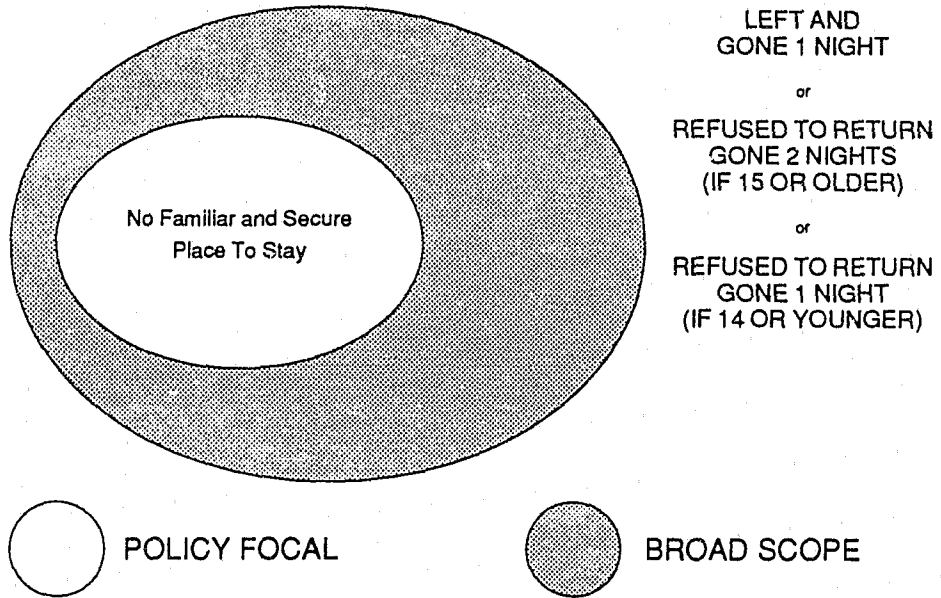 LEFT AND
GONE 1 NIGHT
or
REFUSED TO RETURN
GONE 2 NIGHTS
(IF 15 OR OLDER)
or
REFUSED TO RETURN
GONE 1 NIGHT
(IF 14 OR YOUNGER)
No Familiar and Secure
Place To Stay
POLICY FOCAL
BROAD SCOPE